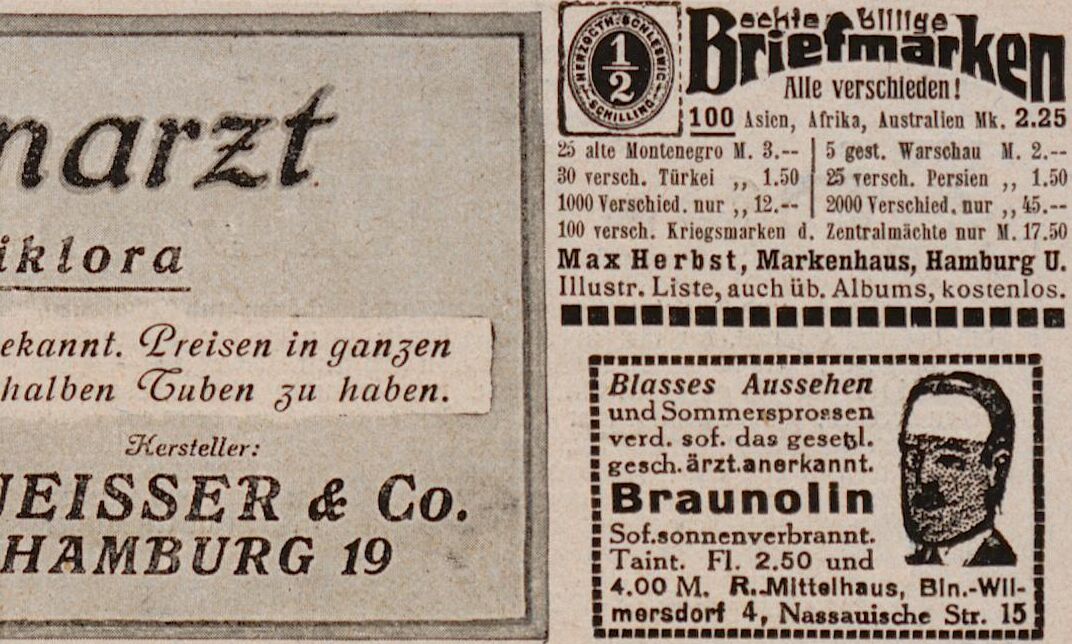 narzt
iklora
ekannt. Preisen in ganzen
halben Tuben zu haben.
Hersteller:
EISSER & Co.
HAMBURG 19
HERZOGTH. SCHLESWIG
1/2
SCHILLING
echte billige
Briefmarken
Alle verschieden!
100 Asien, Afrika, Australien Mk. 2.25
25 alte Montenegro M. 3.-- | 5 gest. Warschau M. 2.--
30 versch. Türkei ,, 1.50 | 25 versch. Persien ,, 1.50
1000 Verschied. nur ,, 12.-- | 2000 Verschied. nur ,, 45.--
100 versch. Kriegsmarken d. Zentralmächte nur M. 17.50
Max Herbst, Markenhaus, Hamburg U.
Illustr. Liste, auch üb. Albums, kostenlos.
Blasses Aussehen
und Sommersprossen
verd. sof. das gesetzl.
gesch. ärzt. anerkannt.
Braunolin
Sof. sonnenverbrannt.
Taint. Fl. 2.50 und
4.00 M. R. Mittelhaus, Bln.-Wil-
mersdorf 4, Nassauische Str. 15